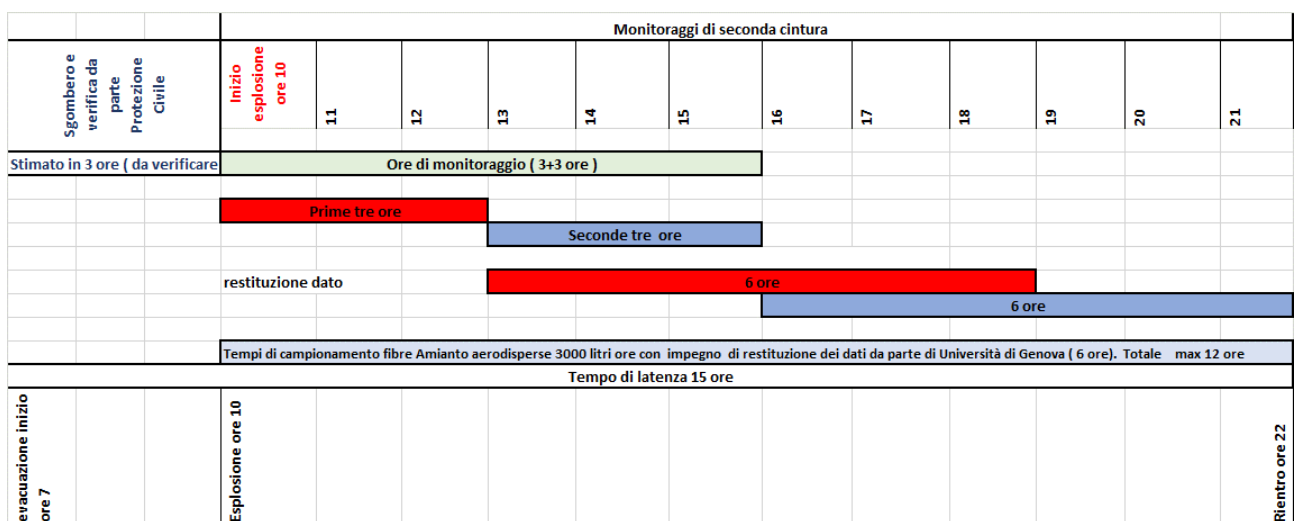 Monitoraggi di seconda cintura
Sgombero e
verifica da
parte
Protezione
Civile
Inizio
esplosione
ore 10
11
12
13
14
15
16
17
18
19
20
21
Stimato in 3 ore ( da verificare
Ore di monitoraggio ( 3+3 ore )
Prime tre ore
Seconde tre ore
restituzione dato
6 ore
6 ore
Tempi di campionamento fibre Amianto aerodisperse 3000 litri ore con impegno di restituzione dei dati da parte di Università di Genova ( 6 ore). Totale max 12 ore
Tempo di latenza 15 ore
evacuazione inizio
ore 7
Esplosione ore 10
Rientro ore 22